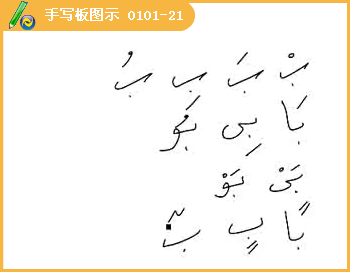 手写板图示 0101-21
بْ بَ بِ بُ
بَا بِى بُو
بَىْ بَوْ
بًا بٍ بٌ